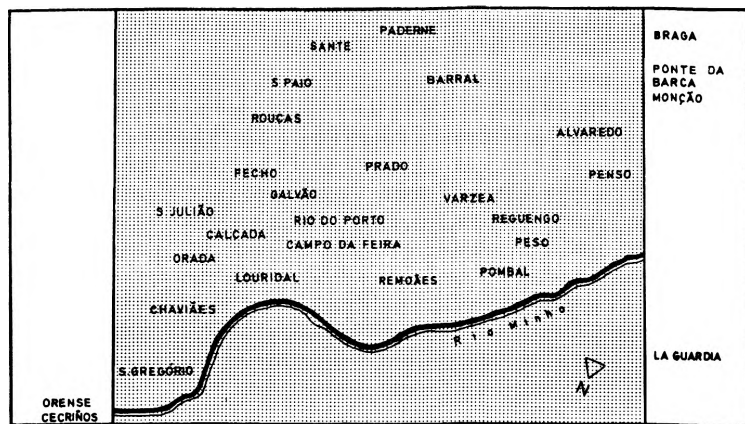 PADERNE
SANTE
BRAGA
S. PAIO
BARRAL
PONTE DA
BARCA
MONÇÃO
ROUÇAS
ALVAREDO
PRADO
FECHO
PENSO
GALVÃO
VARZEA
S. JULIÃO
RIO DO PORTO
REGUENGO
CALÇADA
CAMPO DA FEIRA
PESO
ORADA
LOURIDAL
REMOÃES
POMBAL
CHAVIÃES
Rio Minho
LA GUARDIA
S. GREGÓRIO
N
ORENSE
CECRIÑOS